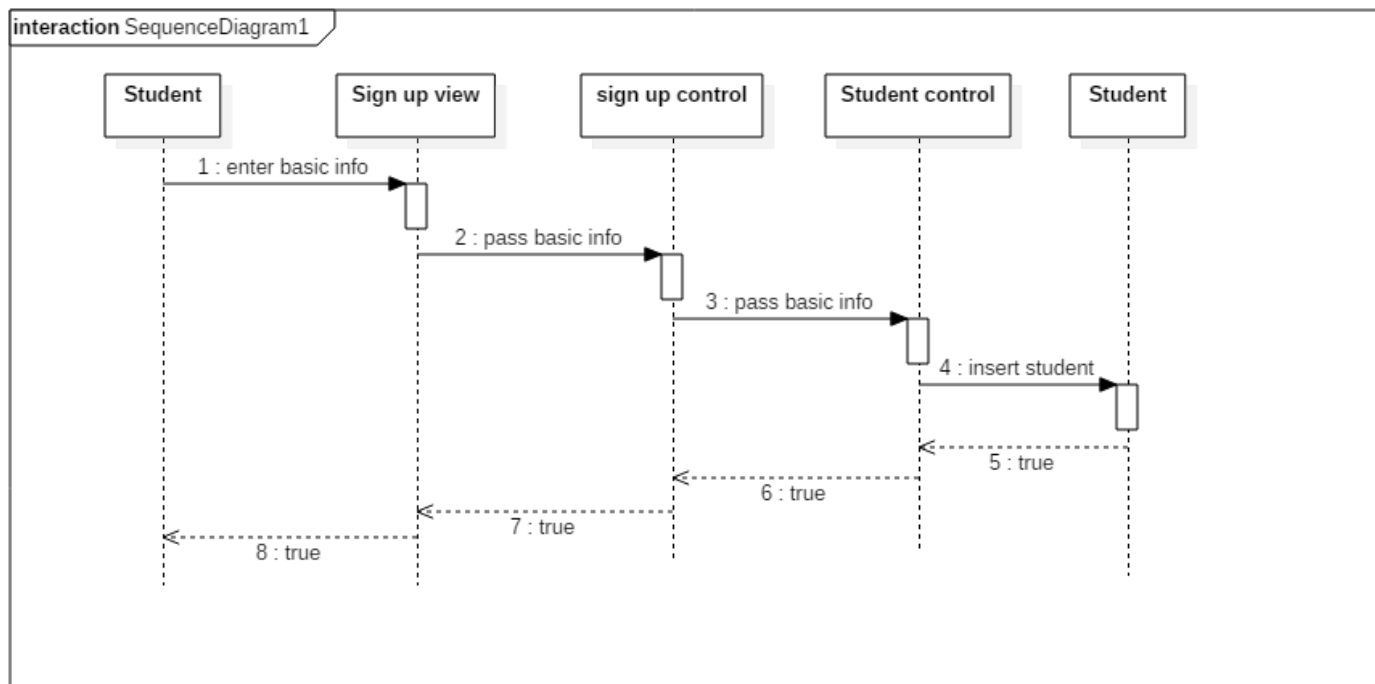 interaction SequenceDiagram1
Student
Sign up view
sign up control
Student control
Student
1 : enter basic info
2 : pass basic info
3 : pass basic info
4 : insert student
5 : true
6 : true
7 : true
8 : true